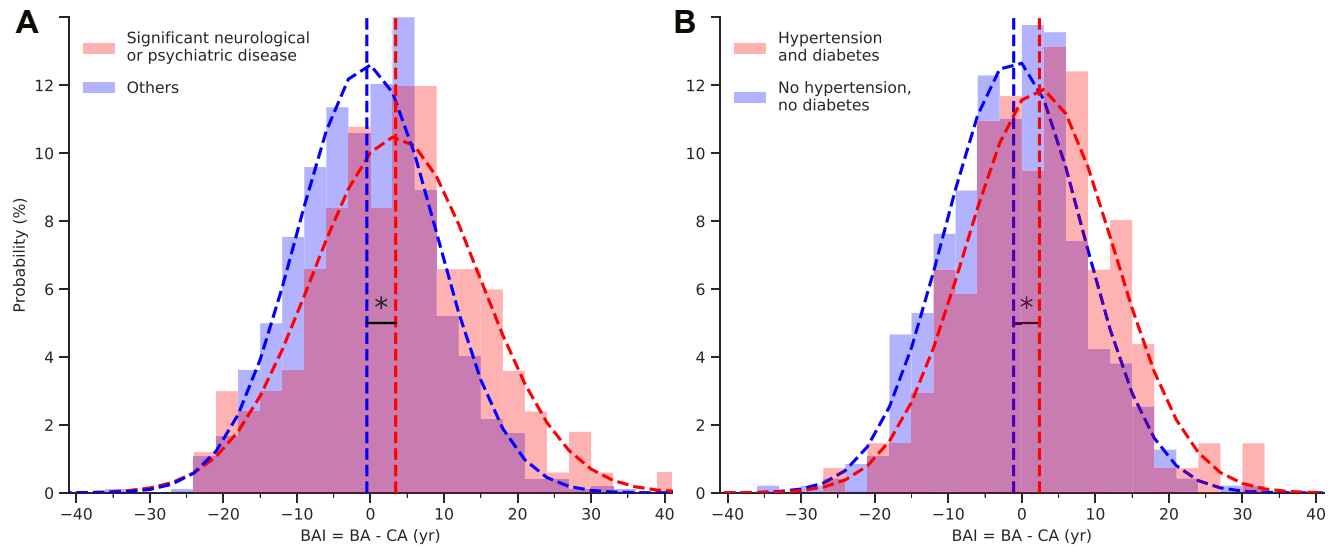 A
Significant neurological
or psychiatric disease
Others
Probability (%)
12
10
8
6
4
2
0
*
−40 −30 −20 −10 0 10 20 30 40
BAI = BA - CA (yr)
B
Hypertension
and diabetes
No hypertension,
no diabetes
12
10
8
6
4
2
0
*
−40 −30 −20 −10 0 10 20 30 40
BAI = BA - CA (yr)